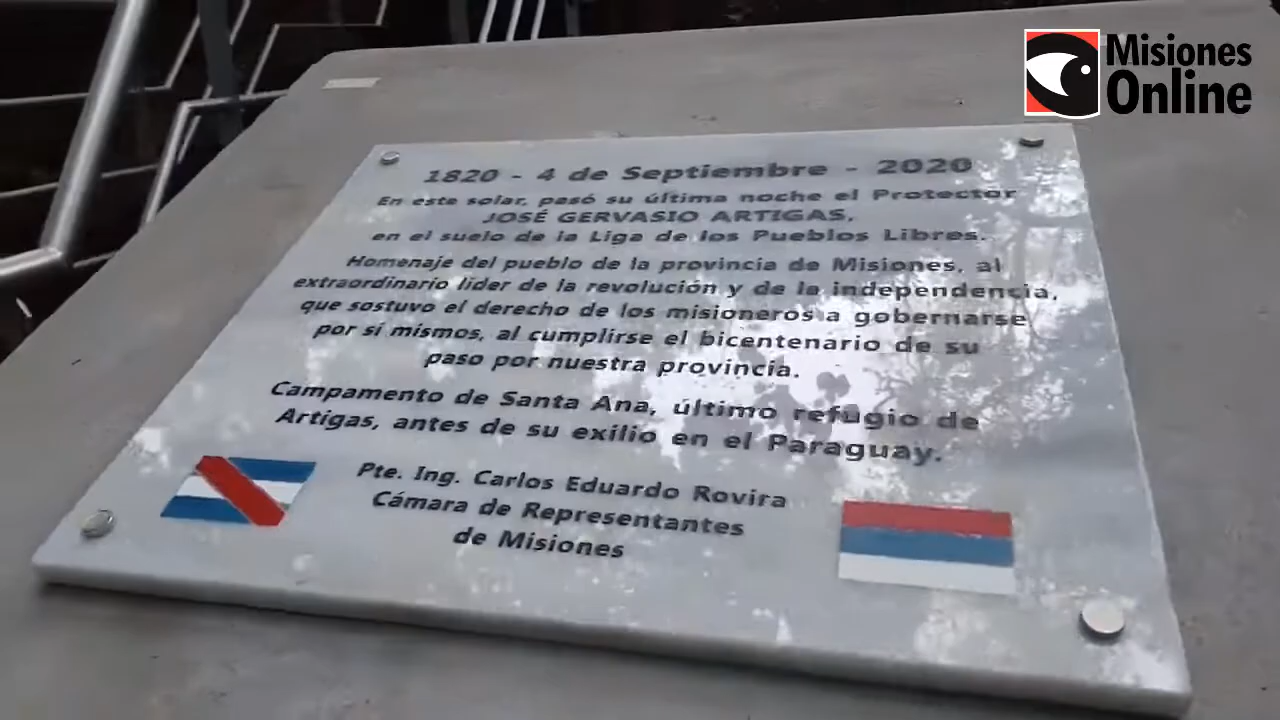 Misiones
Online
1820 - 4 de Septiembre - 2020
En este solar, pasó su última noche el Protector
JOSÉ GERVASIO ARTIGAS,
en el suelo de la Liga de los Pueblos Libres.
Homenaje del pueblo de la provincia de Misiones, al
extraordinario lider de la revolución y de la independencia,
que sostuvo el derecho de los misioneros a gobernarse
por sí mismos, al cumplirse el bicentenario de su
paso por nuestra provincia.
Campamento de Santa Ana, último refugio de
Artigas, antes de su exilio en el Paraguay.
Pte. Ing. Carlos Eduardo Rovira
Cámara de Representantes
de Misiones